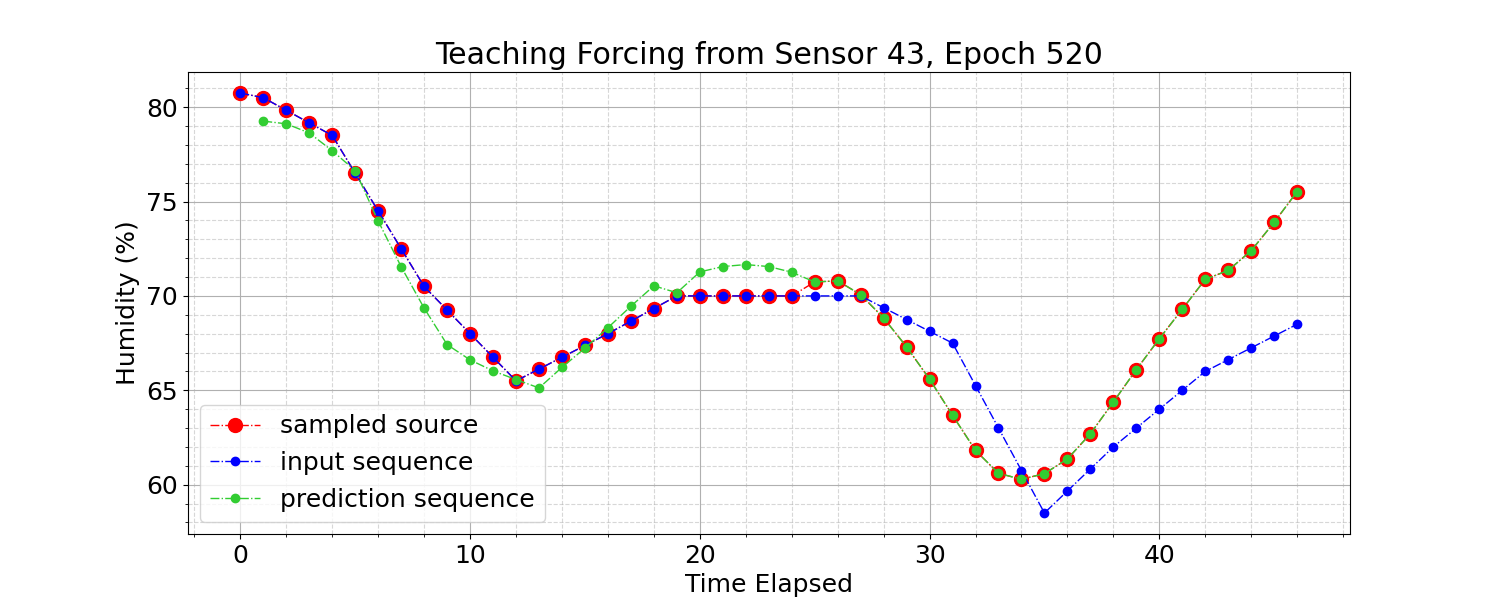 Teaching Forcing from Sensor 43, Epoch 520
Humidity (%)
80
75
70
65
60
sampled source
input sequence
prediction sequence
0 10 20 30 40
Time Elapsed